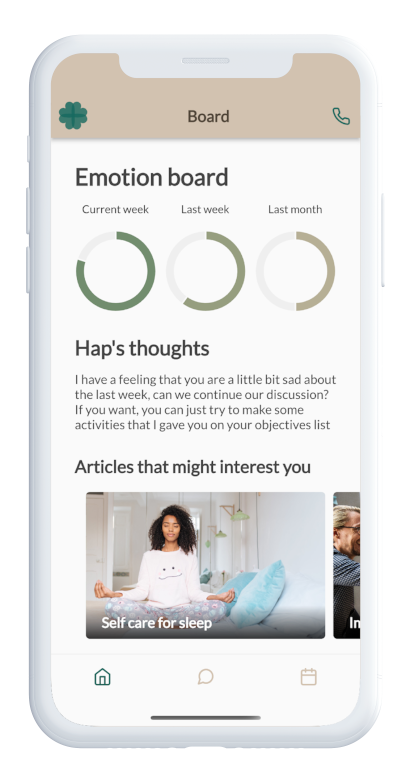 Board
Emotion board
Current week
Last week
Last month
Hap's thoughts
I have a feeling that you are a little bit sad about
the last week, can we continue our discussion?
If you want, you can just try to make some
activities that I gave you on your objectives list
Articles that might interest you
Self care for sleep
In